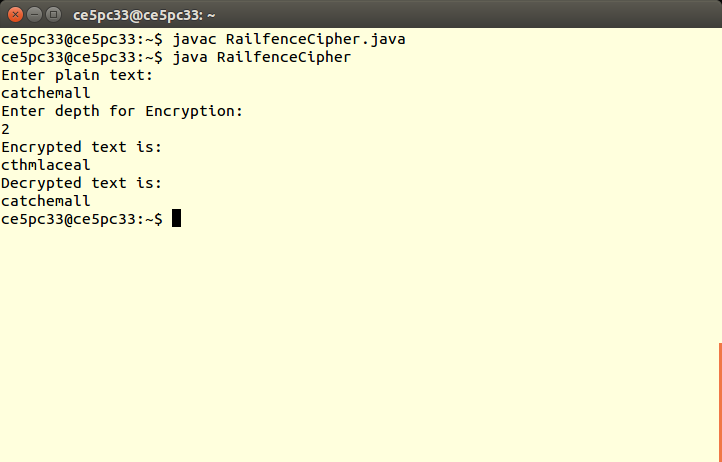 ce5pc33@ce5pc33: ~
ce5pc33@ce5pc33:~$ javac RailfenceCipher.java
ce5pc33@ce5pc33:~$ java RailfenceCipher
Enter plain text:
catchemall
Enter depth for Encryption:
2
Encrypted text is:
cthmlaceal
Decrypted text is:
catchemall
ce5pc33@ce5pc33:~$